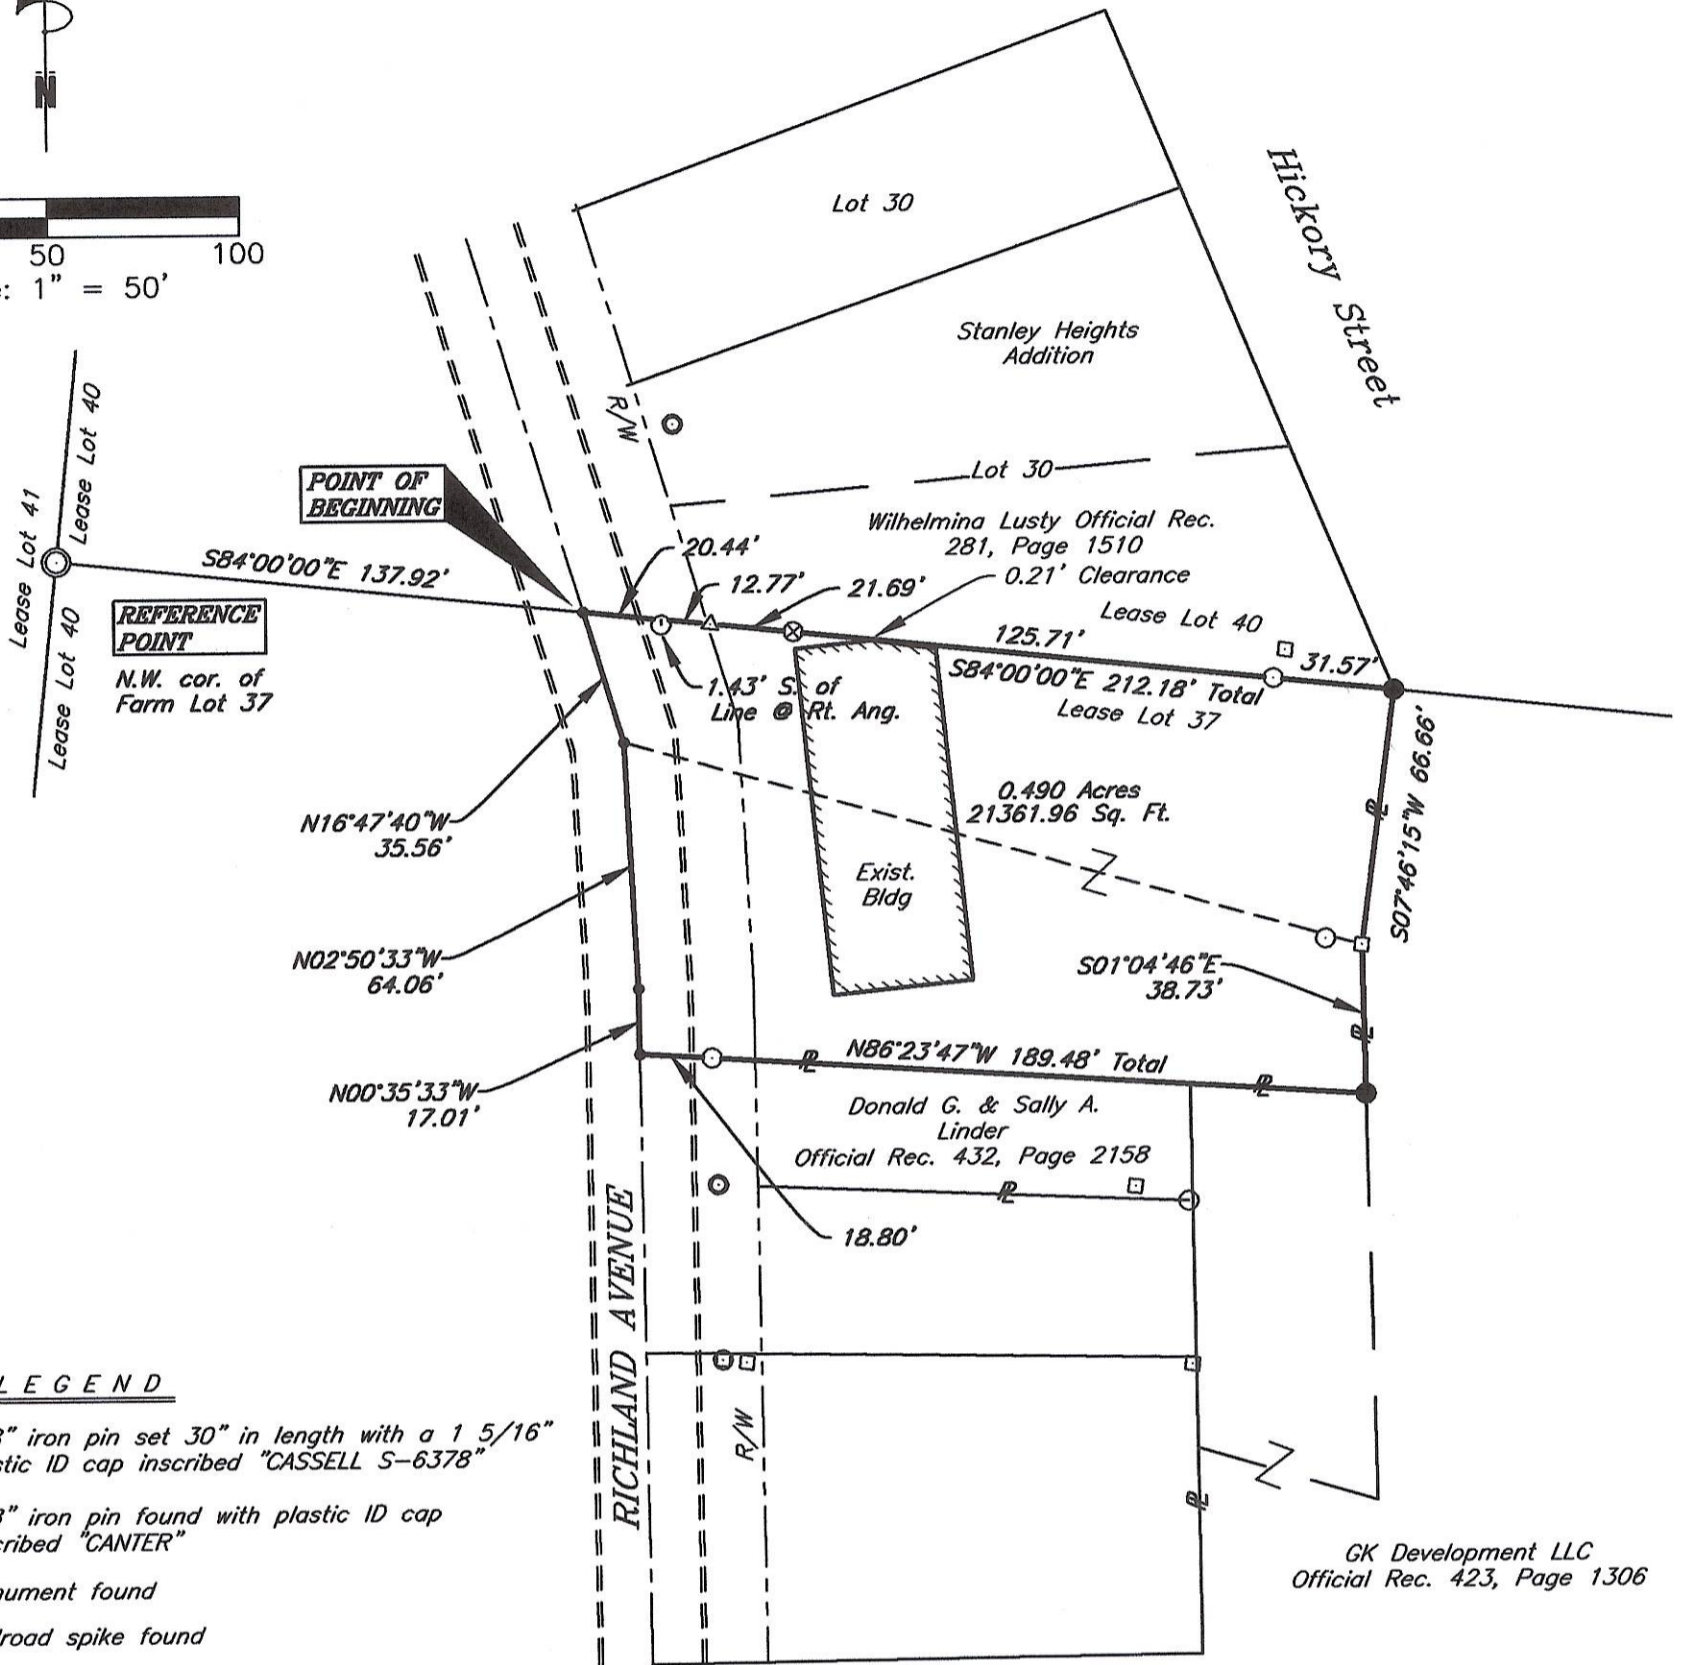 N
50 100
: 1" = 50'
Lot 30
Hickory Street
Stanley Heights
Addition
R/W
Lot 30
Lease Lot 41
Lease Lot 40
POINT OF
BEGINNING
Wilhelmina Lusty Official Rec.
281, Page 1510
S84°00'00"E 137.92'
20.44'
12.77'
21.69'
0.21' Clearance
Lease Lot 40
125.71'
31.57'
REFERENCE
POINT
N.W. cor. of
Farm Lot 37
Lease Lot 40
1.43' S. of
Line @ Rt. Ang.
S84°00'00"E 212.18' Total
Lease Lot 37
S07°46'15"W 66.66'
N16°47'40"W
35.56'
0.490 Acres
21361.96 Sq. Ft.
Exist.
Bldg
N02°50'33"W
64.06'
S01°04'46"E
38.73'
N86°23'47"W 189.48' Total
N00°35'33"W
17.01'
Donald G. & Sally A.
Linder
Official Rec. 432, Page 2158
18.80'
RICHLAND AVENUE
R/W
LEGEND
" iron pin set 30" in length with a 1 5/16"
stic ID cap inscribed "CASSELL S-6378"
" iron pin found with plastic ID cap
cribed "CANTER"
nument found
lroad spike found
GK Development LLC
Official Rec. 423, Page 1306